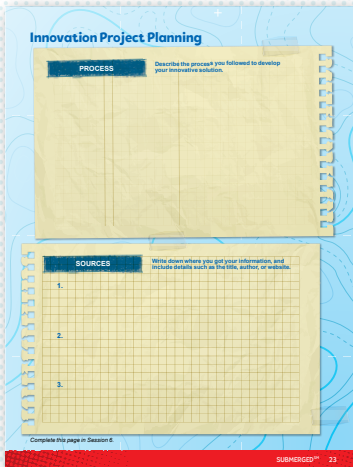 Innovation Project Planning
PROCESS
Describe the process you followed to develop
your innovative solution.
SOURCES
Write down where you got your information, and
include details such as the title, author, or website.
1.
2.
3.
Complete this page in Session 6.
SUBMERGED℠ 23